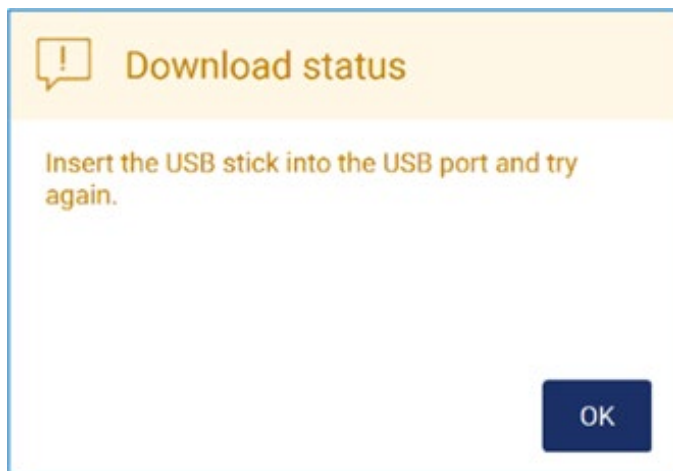 !
Download status
Insert the USB stick into the USB port and try
again.
OK